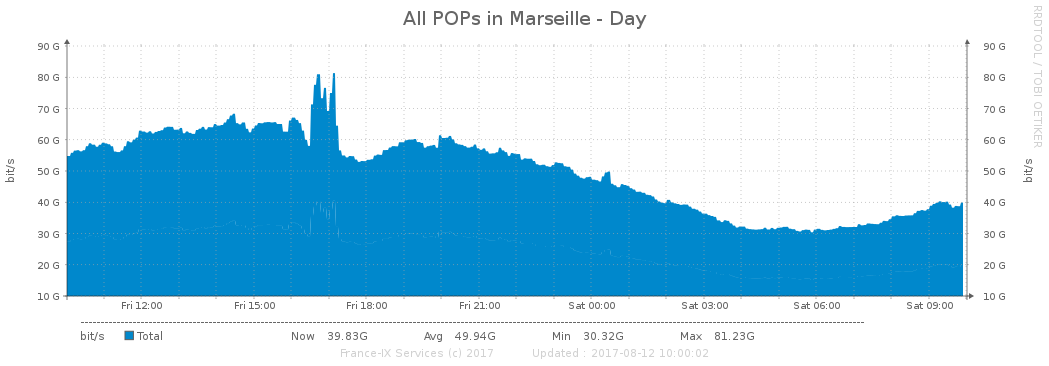 All POPs in Marseille - Day
RRDTOOL / TOBI OETIKER
90 G 90 G
80 G 80 G
70 G 70 G
60 G 60 G
50 G 50 G
40 G 40 G
30 G 30 G
20 G 20 G
10 G 10 G
bit/s bit/s
Fri 12:00 Fri 15:00 Fri 18:00 Fri 21:00 Sat 00:00 Sat 03:00 Sat 06:00 Sat 09:00
bit/s Total Now 39.83G Avg 49.94G Min 30.32G Max 81.23G
France-IX Services (c) 2017 Updated : 2017-08-12 10:00:02